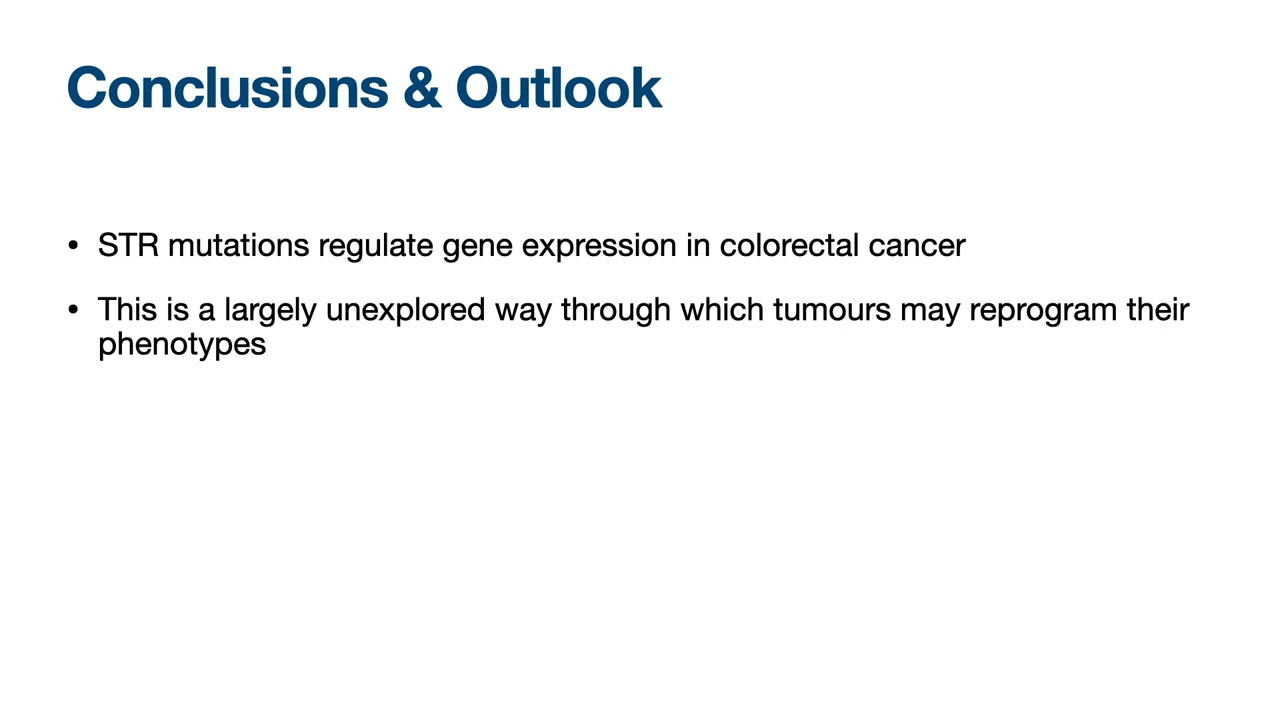 Conclusions & Outlook
• STR mutations regulate gene expression in colorectal cancer
• This is a largely unexplored way through which tumours may reprogram their
phenotypes